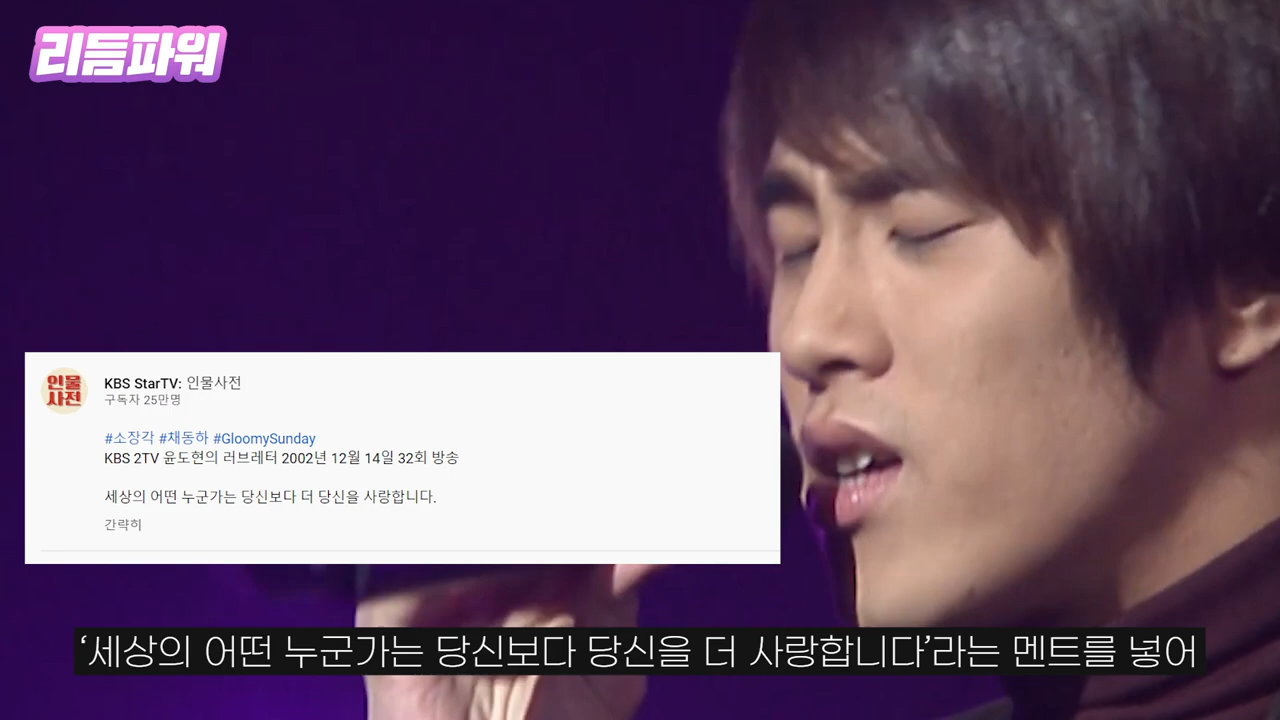 리듬파워
인물
사전
KBS StarTV: 인물사전
구독자 25만명
#소장각 #채동하 #GloomySunday
KBS 2TV 윤도현의 러브레터 2002년 12월 14일 32회 방송
세상의 어떤 누군가는 당신보다 더 당신을 사랑합니다.
간략히
‘세상의 어떤 누군가는 당신보다 당신을 더 사랑합니다’라는 멘트를 넣어